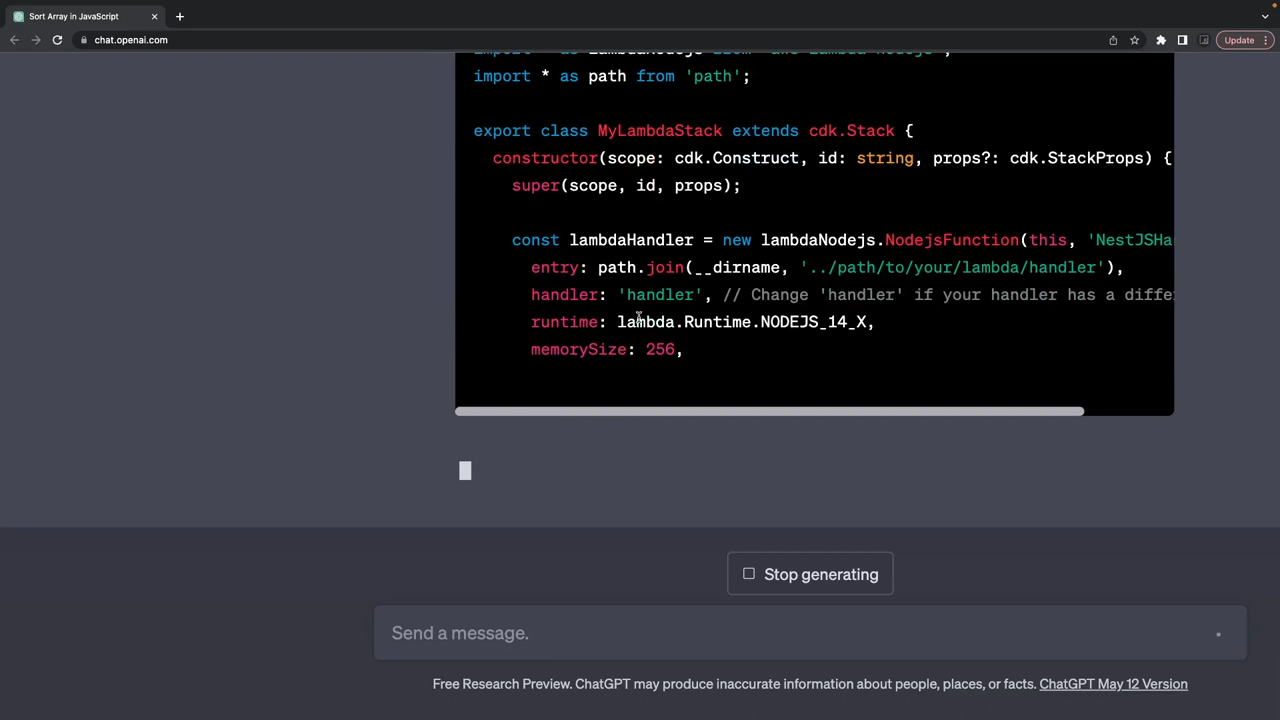 Sort Array in JavaScript
chat.openai.com
Update
import * as path from 'path';
export class MyLambdaStack extends cdk.Stack {
constructor(scope: cdk.Construct, id: string, props?: cdk.StackProps) {
super(scope, id, props);
const lambdaHandler = new lambdaNodejs.NodejsFunction(this, 'NestJSHa
entry: path.join(__dirname, '../path/to/your/lambda/handler'),
handler: 'handler', // Change 'handler' if your handler has a diffe
runtime: lambda.Runtime.NODEJS_14_X,
memorySize: 256,
Stop generating
Send a message.
Free Research Preview. ChatGPT may produce inaccurate information about people, places, or facts. ChatGPT May 12 Version